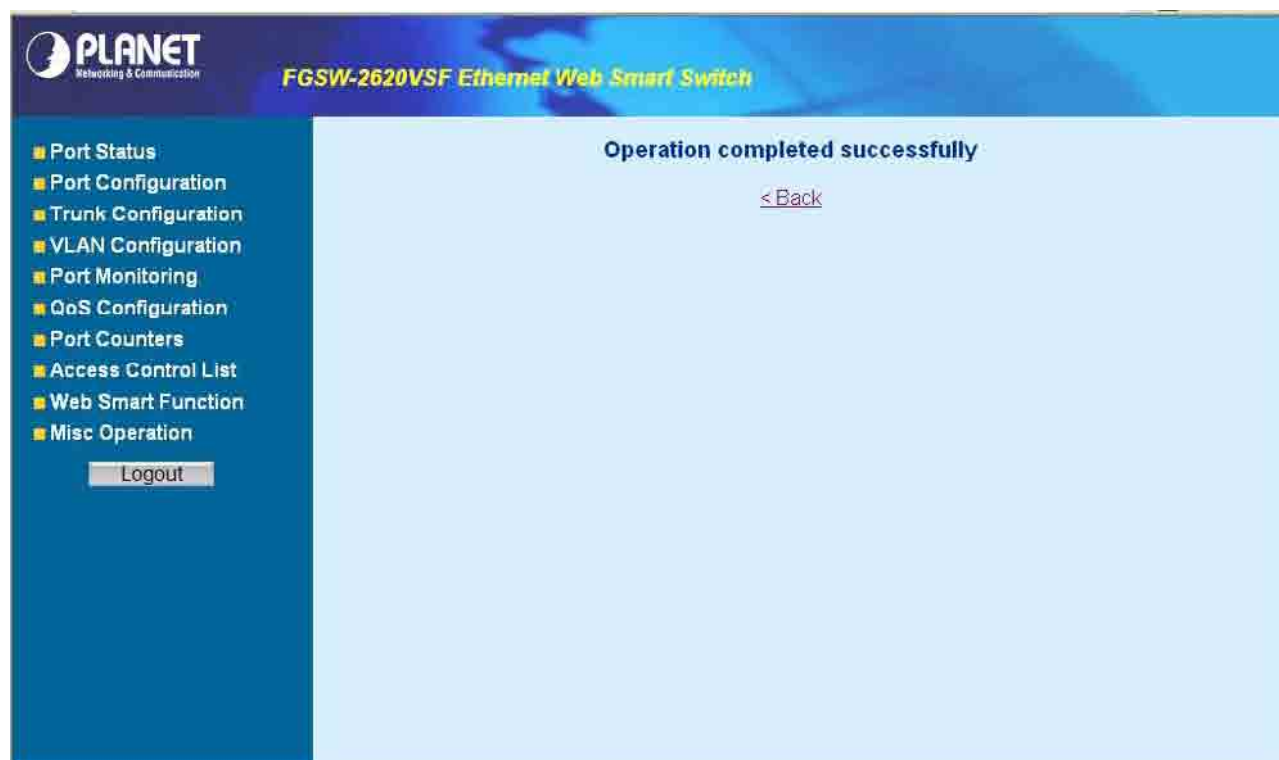 PLANET
Networking & Communication
FGSW-2620VSF Ethernet Web Smart Switch
Port Status
Port Configuration
Trunk Configuration
VLAN Configuration
Port Monitoring
QoS Configuration
Port Counters
Access Control List
Web Smart Function
Misc Operation
Logout
Operation completed successfully
< Back